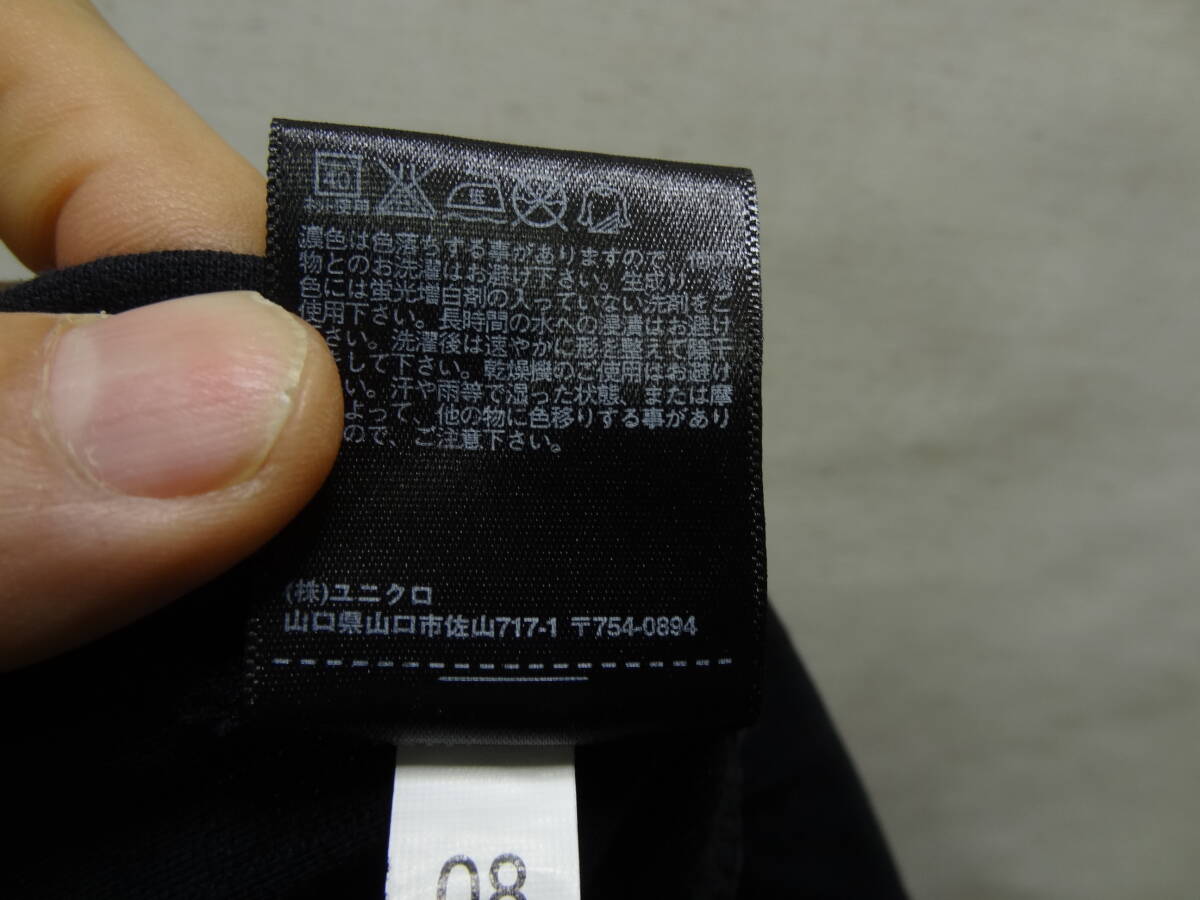 40
ネット使用
濃色は色落ちする事がありますので、他の
物とのお洗濯はお避け下さい。生成り・淡
色には蛍光増白剤の入っていない洗剤をご
使用下さい。長時間の水への浸漬はお避け
さい。洗濯後は速やかに形を整えて陰干
して下さい。乾燥機のご使用はお避け
い。汗や雨等で湿った状態、または摩
よって、他の物に色移りする事があり
ので、ご注意下さい。
(株)ユニクロ
山口県山口市佐山717-1 〒754-0894
08